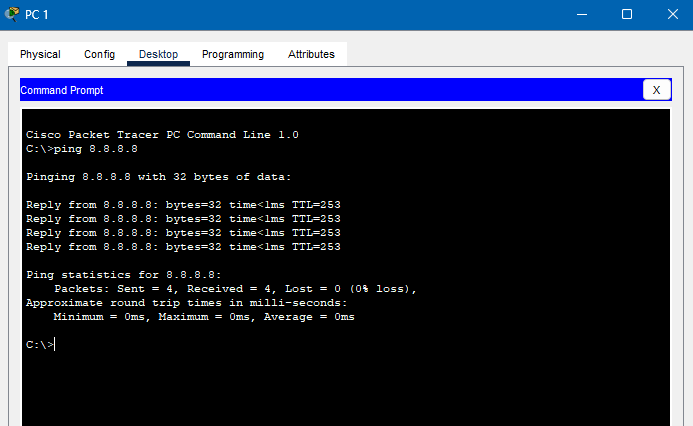 PC 1
Physical Config Desktop Programming Attributes
Command Prompt X
Cisco Packet Tracer PC Command Line 1.0
C:\>ping 8.8.8.8
Pinging 8.8.8.8 with 32 bytes of data:
Reply from 8.8.8.8: bytes=32 time<1ms TTL=253
Reply from 8.8.8.8: bytes=32 time<1ms TTL=253
Reply from 8.8.8.8: bytes=32 time<1ms TTL=253
Reply from 8.8.8.8: bytes=32 time<1ms TTL=253
Ping statistics for 8.8.8.8:
    Packets: Sent = 4, Received = 4, Lost = 0 (0% loss),
Approximate round trip times in milli-seconds:
    Minimum = 0ms, Maximum = 0ms, Average = 0ms
C:\>